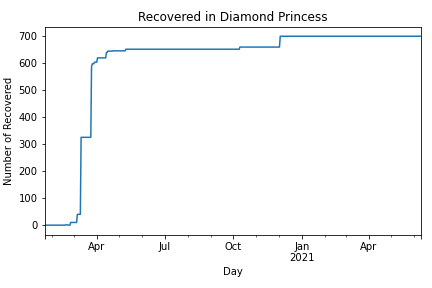 Recovered in Diamond Princess
700
600
500
400
300
200
100
0
Number of Recovered
Apr
Jul
Oct
Jan
2021
Apr
Day